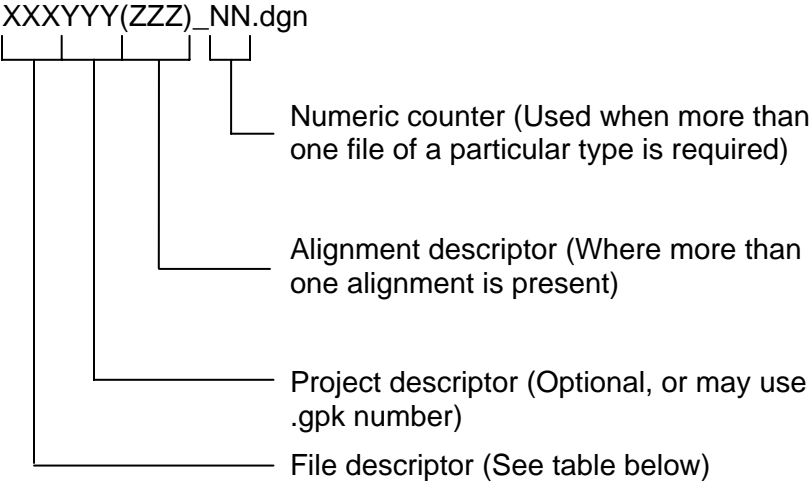 XXXYYY(ZZZ)_NN.dgn
Numeric counter (Used when more than
one file of a particular type is required)
Alignment descriptor (Where more than
one alignment is present)
Project descriptor (Optional, or may use
.gpk number)
File descriptor (See table below)